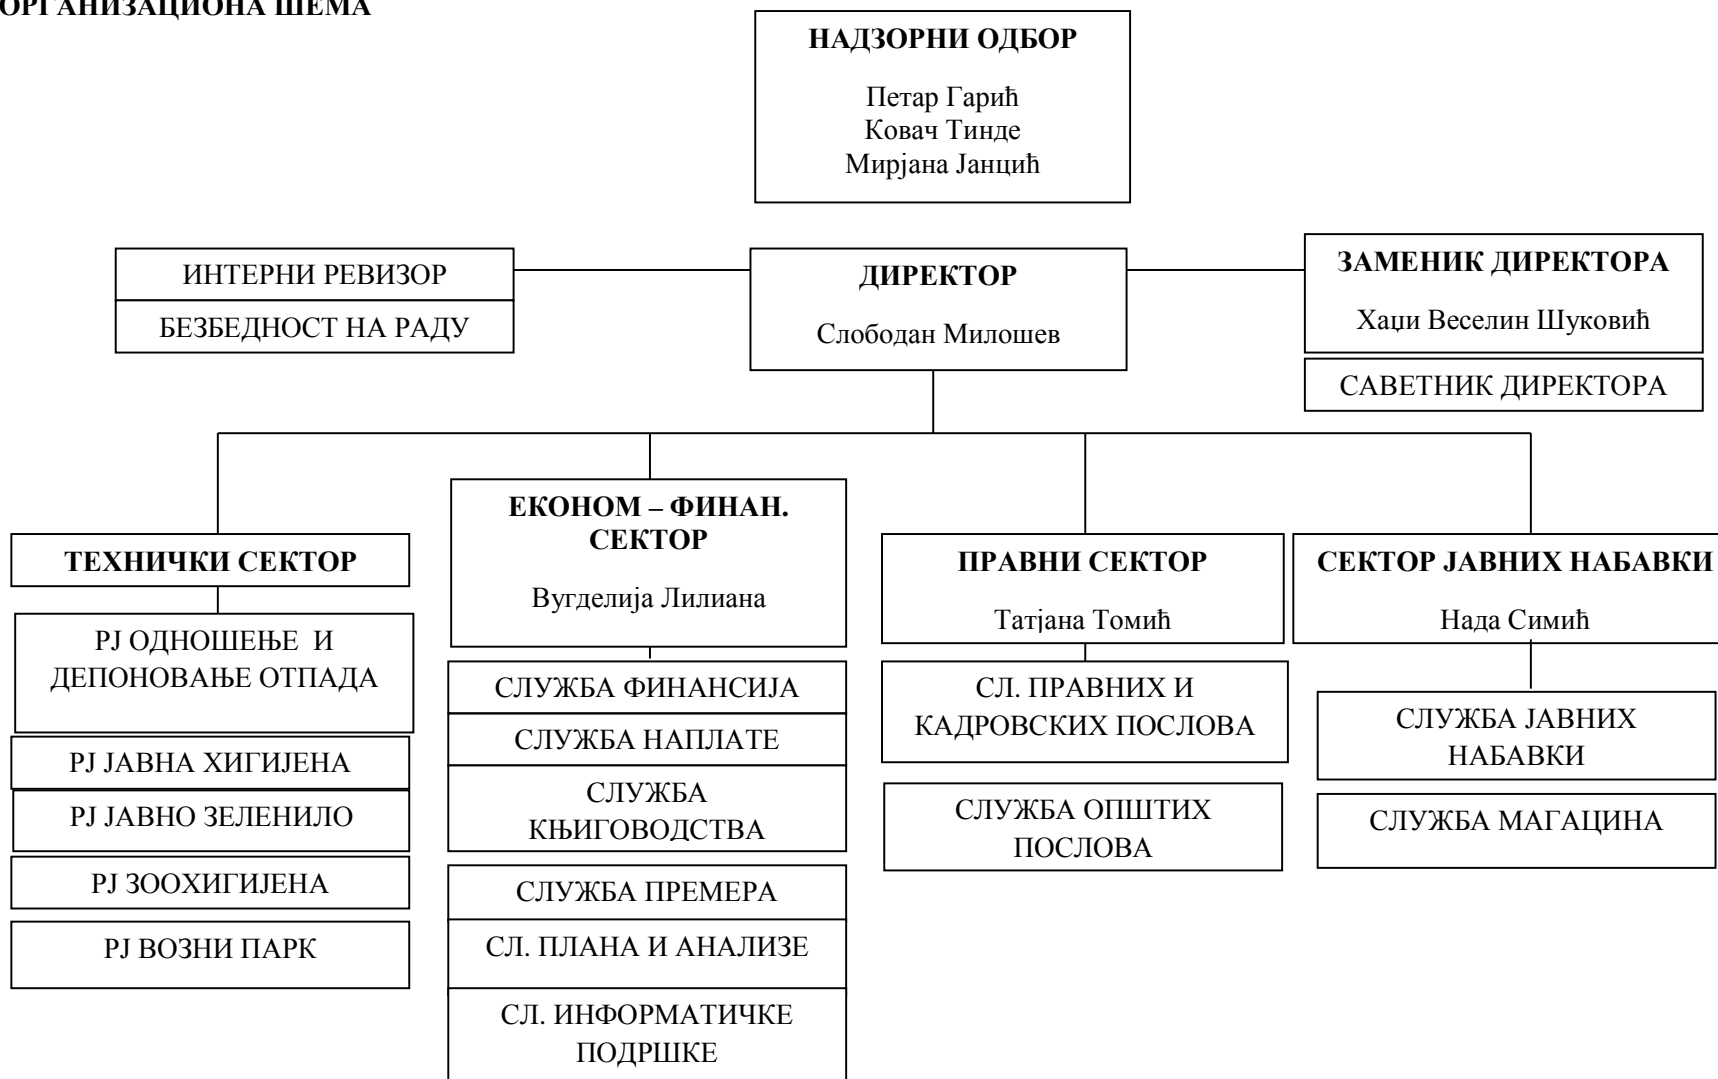 ОРГАНИЗАЦИОНА ШЕМА
НАДЗОРНИ ОДБОР
Петар Гарић
Ковач Тинде
Мирјана Јанцић
ИНТЕРНИ РЕВИЗОР
БЕЗБЕДНОСТ НА РАДУ
ДИРЕКТОР
Слободан Милошев
ЗАМЕНИК ДИРЕКТОРА
Хаџи Веселин Шуковић
САВЕТНИК ДИРЕКТОРА
ТЕХНИЧКИ СЕКТОР
РЈ ОДНОШЕЊЕ И
ДЕПОНОВАЊЕ ОТПАДА
РЈ ЈАВНА ХИГИЈЕНА
РЈ ЈАВНО ЗЕЛЕНИЛО
РЈ ЗООХИГИЈЕНА
РЈ ВОЗНИ ПАРК
ЕКОНОМ – ФИНАН.
СЕКТОР
Вугделија Лилиана
СЛУЖБА ФИНАНСИЈА
СЛУЖБА НАПЛАТЕ
СЛУЖБА
КЊИГОВОДСТВА
СЛУЖБА ПРЕМЕРА
СЛ. ПЛАНА И АНАЛИЗЕ
СЛ. ИНФОРМАТИЧКЕ
ПОДРШКЕ
ПРАВНИ СЕКТОР
Татјана Томић
СЛ. ПРАВНИХ И
КАДРОВСКИХ ПОСЛОВА
СЛУЖБА ОПШТИХ
ПОСЛОВА
СЕКТОР ЈАВНИХ НАБАВКИ
Нада Симић
СЛУЖБА ЈАВНИХ
НАБАВКИ
СЛУЖБА МАГАЦИНА